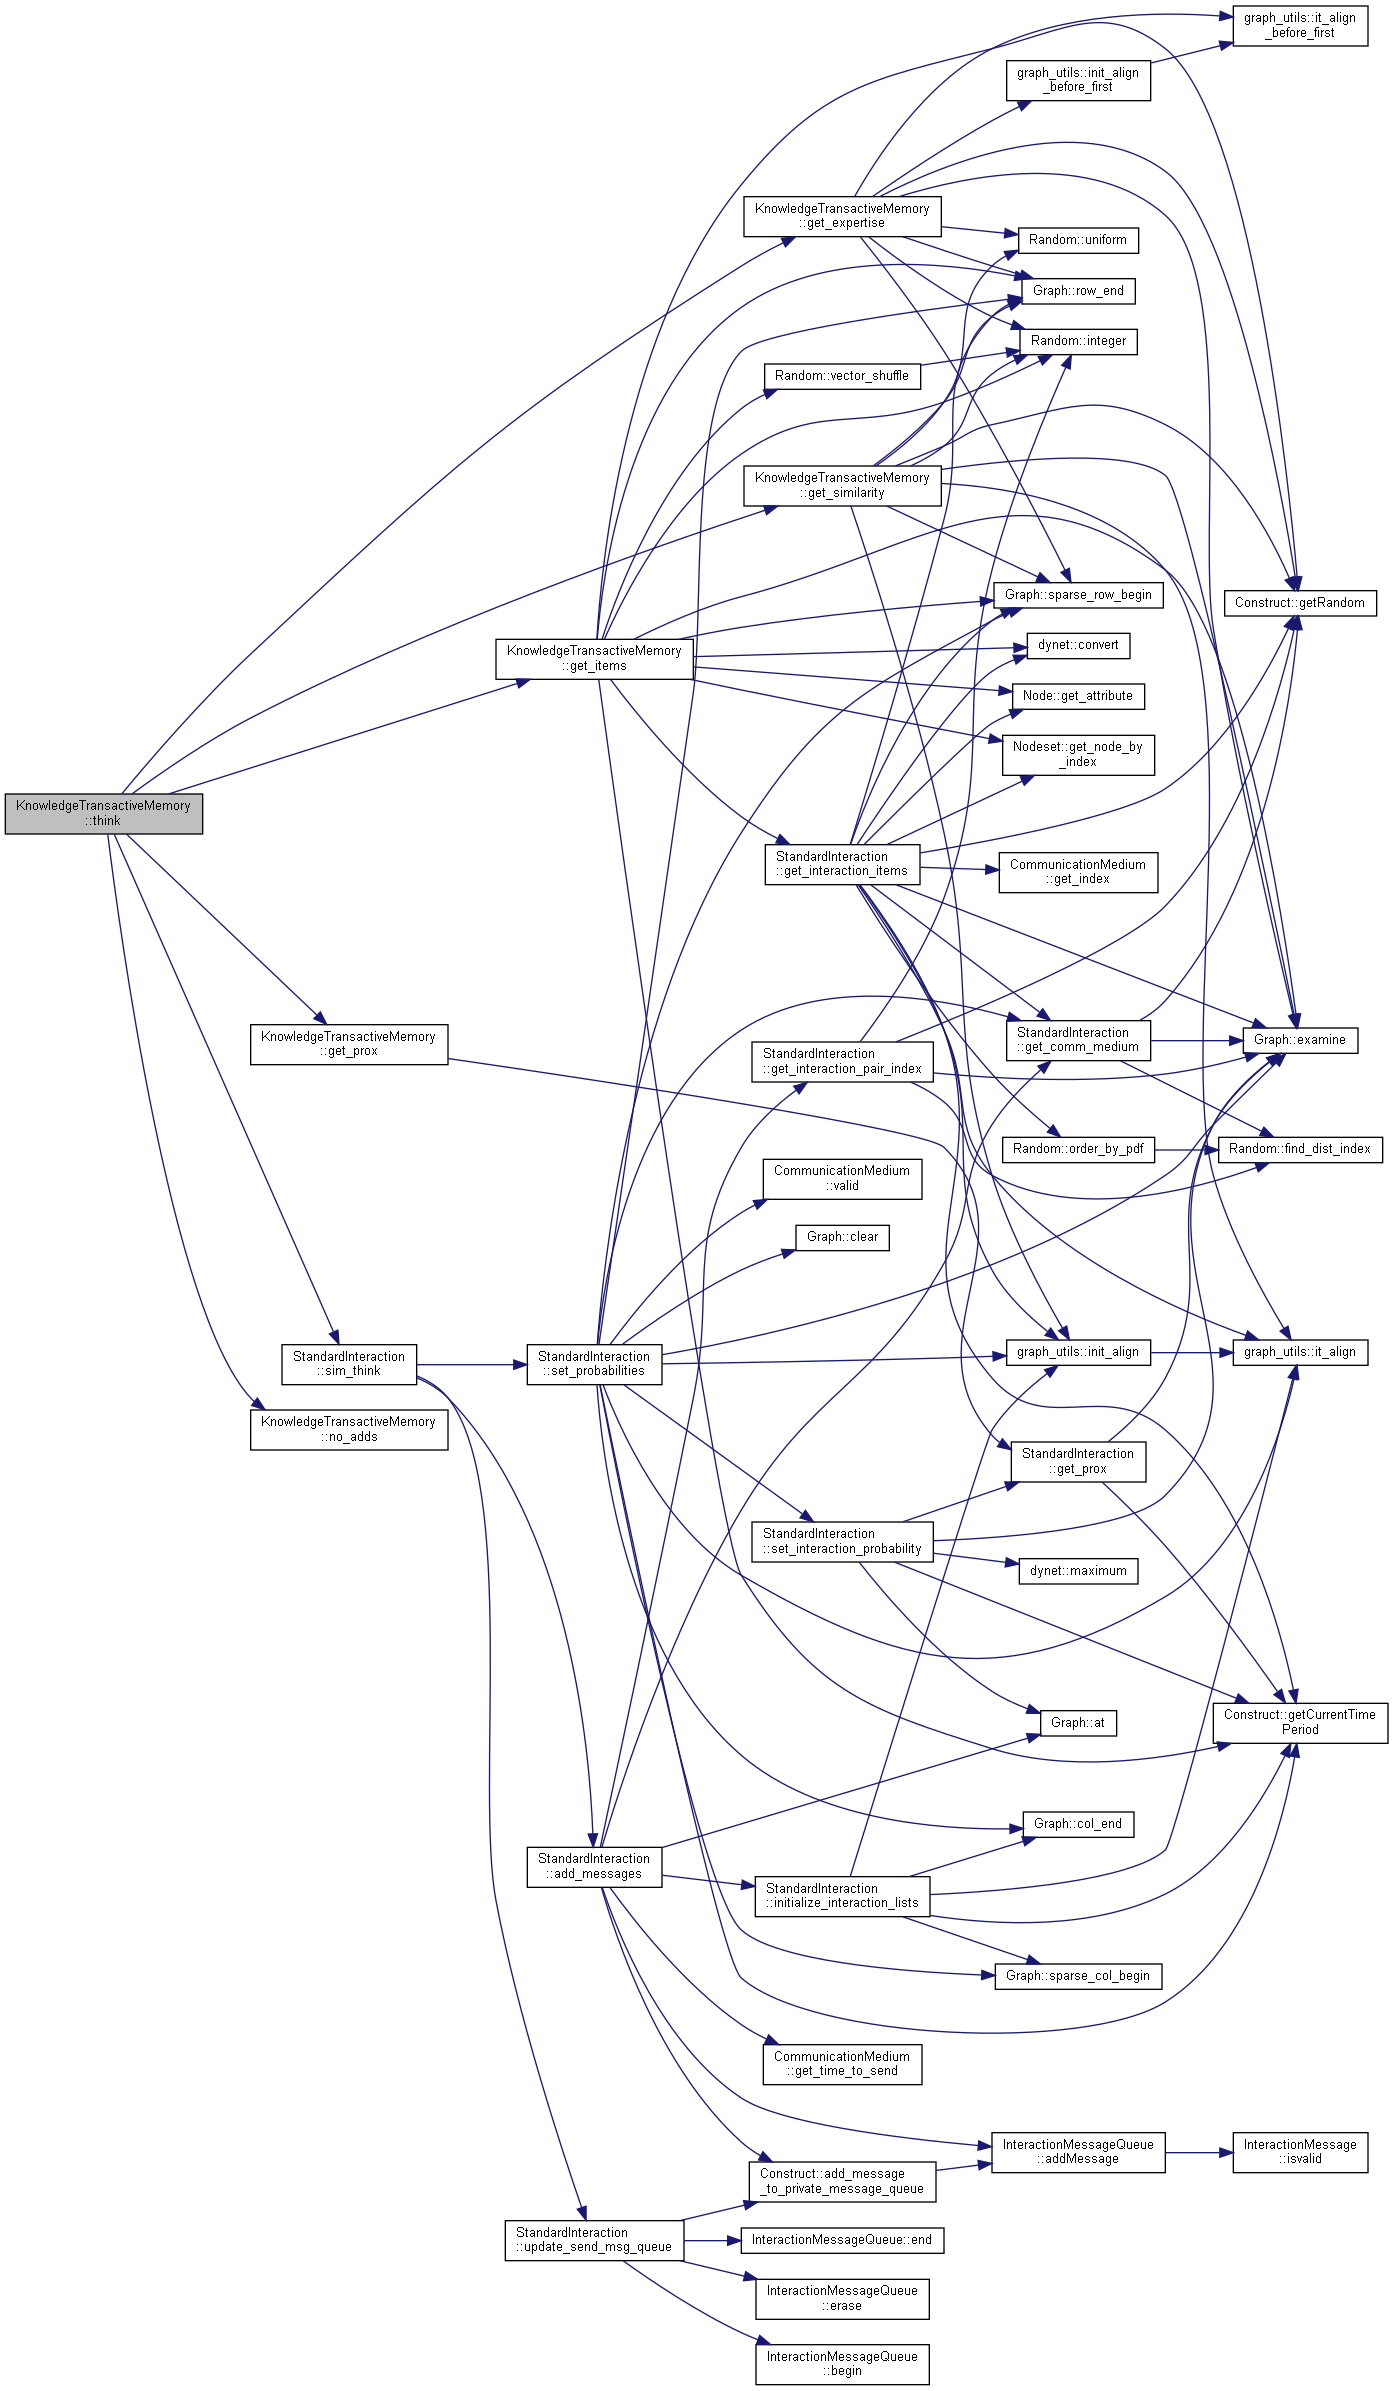 graph_utils::it_align
_before_first
graph_utils::init_align
_before_first
KnowledgeTransactiveMemory
::get_expertise
Random::uniform
Graph::row_end
Random::integer
Random::vector_shuffle
KnowledgeTransactiveMemory
::get_similarity
Graph::sparse_row_begin
Construct::getRandom
dynet::convert
KnowledgeTransactiveMemory
::get_items
Node::get_attribute
Nodeset::get_node_by
_index
KnowledgeTransactiveMemory
::think
StandardInteraction
::get_interaction_items
CommunicationMedium
::get_index
KnowledgeTransactiveMemory
::get_prox
StandardInteraction
::get_comm_medium
Graph::examine
StandardInteraction
::get_interaction_pair_index
Random::order_by_pdf
Random::find_dist_index
CommunicationMedium
::valid
Graph::clear
StandardInteraction
::sim_think
StandardInteraction
::set_probabilities
graph_utils::init_align
graph_utils::it_align
KnowledgeTransactiveMemory
::no_adds
StandardInteraction
::get_prox
StandardInteraction
::set_interaction_probability
dynet::maximum
Graph::at
Construct::getCurrentTime
Period
Graph::col_end
StandardInteraction
::add_messages
StandardInteraction
::initialize_interaction_lists
Graph::sparse_col_begin
CommunicationMedium
::get_time_to_send
InteractionMessageQueue
::addMessage
InteractionMessage
::isvalid
Construct::add_message
_to_private_message_queue
StandardInteraction
::update_send_msg_queue
InteractionMessageQueue::end
InteractionMessageQueue
::erase
InteractionMessageQueue
::begin